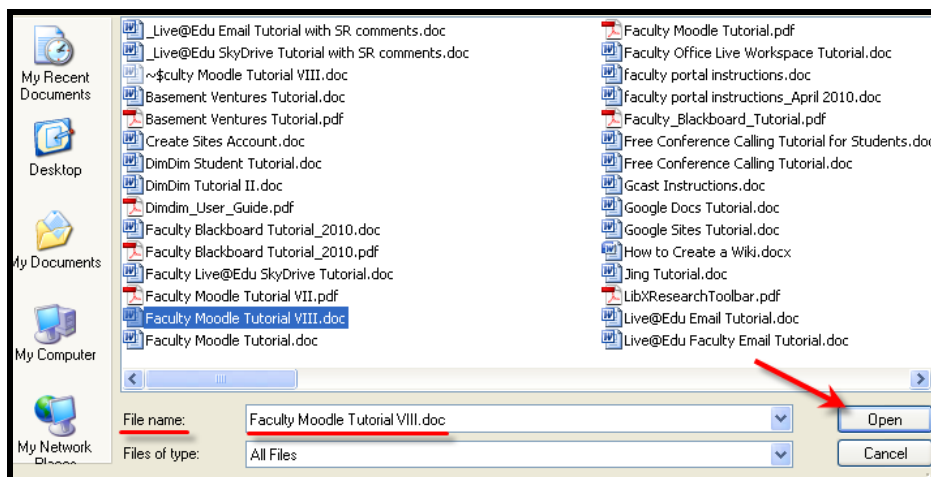 My Recent
Documents
Desktop
My Documents
My Computer
My Network
Places
_Live@Edu Email Tutorial with SR comments.doc
_Live@Edu SkyDrive Tutorial with SR comments.doc
~$culty Moodle Tutorial VIII.doc
Basement Ventures Tutorial.doc
Basement Ventures Tutorial.pdf
Create Sites Account.doc
DimDim Student Tutorial.doc
DimDim Tutorial II.doc
Dimdim_User_Guide.pdf
Faculty Blackboard Tutorial_2010.doc
Faculty Blackboard Tutorial_2010.pdf
Faculty Live@Edu SkyDrive Tutorial.doc
Faculty Moodle Tutorial VII.pdf
Faculty Moodle Tutorial VIII.doc
Faculty Moodle Tutorial.doc
Faculty Moodle Tutorial.pdf
Faculty Office Live Workspace Tutorial.doc
faculty portal instructions.doc
faculty portal instructions_April 2010.doc
Faculty_Blackboard_Tutorial.pdf
Free Conference Calling Tutorial for Students.doc
Free Conference Calling Tutorial.doc
Gcast Instructions.doc
Google Docs Tutorial.doc
Google Sites Tutorial.doc
How to Create a Wiki.docx
Jing Tutorial.doc
LibXResearchToolbar.pdf
Live@Edu Email Tutorial.doc
Live@Edu Faculty Email Tutorial.doc
File name:
Faculty Moodle Tutorial VIII.doc
Open
Files of type:
All Files
Cancel